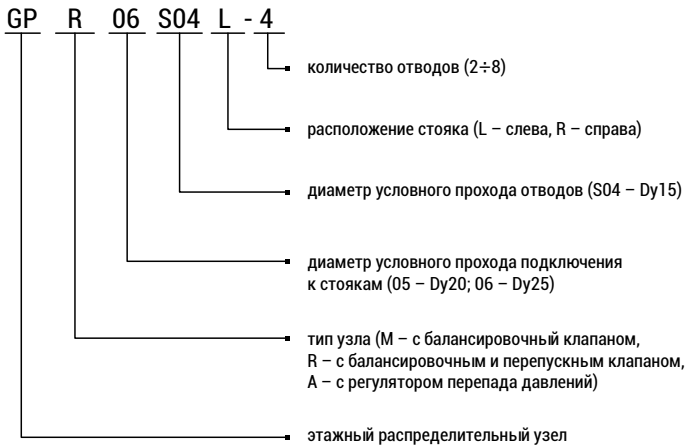 GP R 06 S04 L - 4
количество отводов (2÷8)
расположение стояка (L – слева, R – справа)
диаметр условного прохода отводов (S04 – Dy15)
диаметр условного прохода подключения
к стоякам (05 – Dy20; 06 – Dy25)
тип узла (M – с балансировочный клапаном,
R – с балансировочным и перепускным клапаном,
A – с регулятором перепада давлений)
этажный распределительный узел